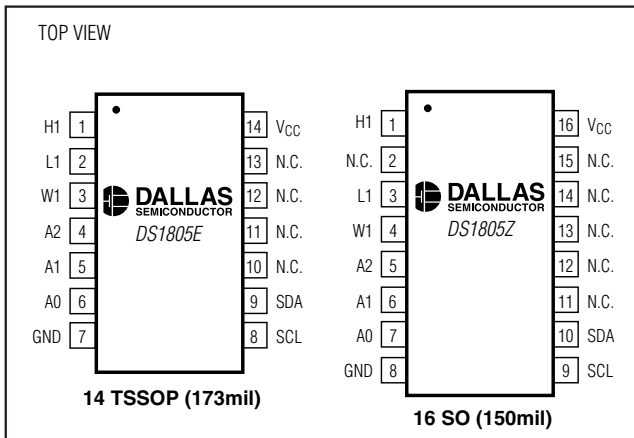 TOP VIEW
H1 1
L1 2
W1 3
A2 4
A1 5
A0 6
GND 7
DALLAS
SEMICONDUCTOR
DS1805E
14 VCC
13 N.C.
12 N.C.
11 N.C.
10 N.C.
9 SDA
8 SCL
14 TSSOP (173mil)
H1 1
N.C. 2
L1 3
W1 4
A2 5
A1 6
A0 7
GND 8
DALLAS
SEMICONDUCTOR
DS1805Z
16 VCC
15 N.C.
14 N.C.
13 N.C.
12 N.C.
11 N.C.
10 SDA
9 SCL
16 SO (150mil)